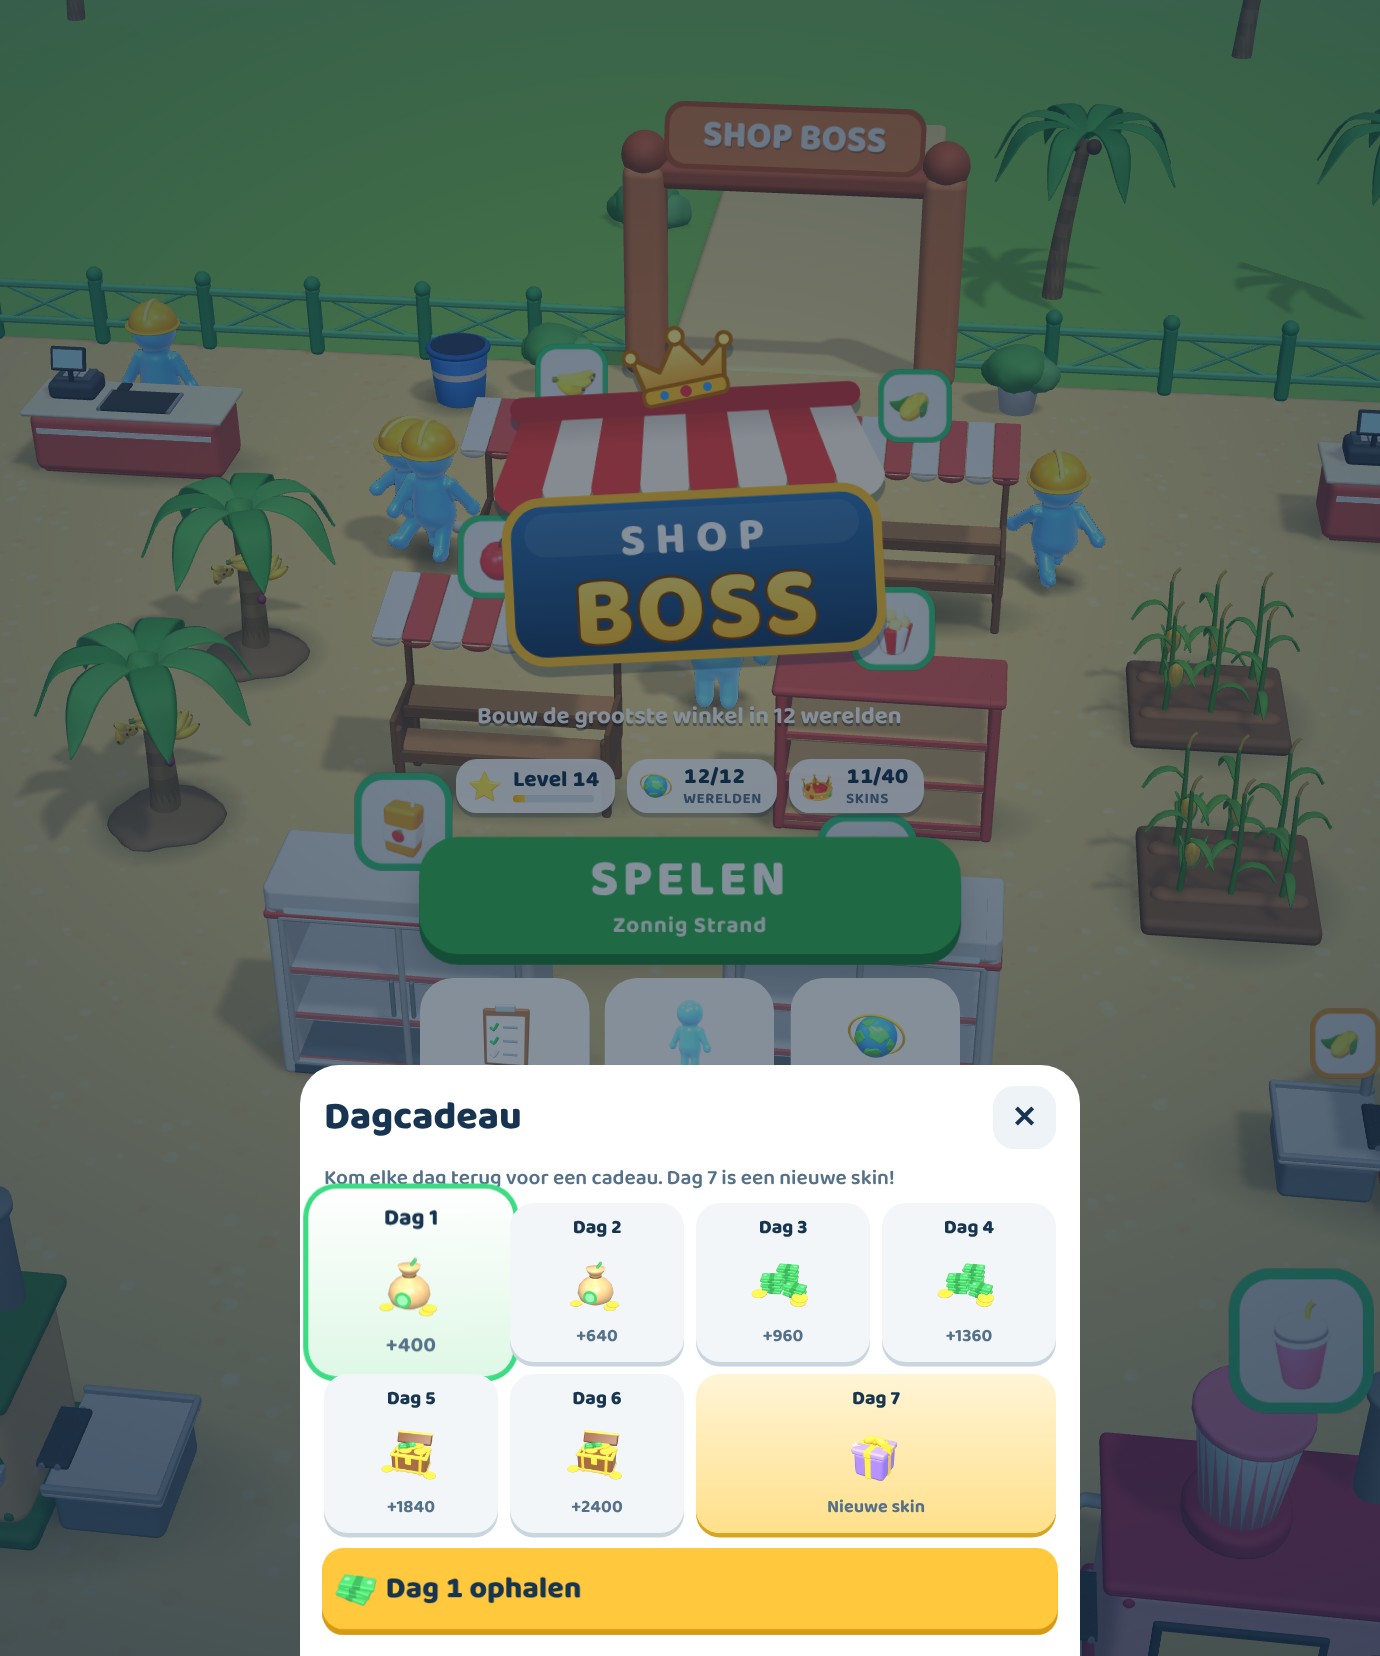 SHOP BOSS
SHOP
BOSS
Bouw de grootste winkel in 12 werelden
Level 14
12/12
WERELDEN
11/40
SKINS
SPELEN
Zonnig Strand
Dagcadeau
×
Kom elke dag terug voor een cadeau. Dag 7 is een nieuwe skin!
Dag 1
+400
Dag 2
+640
Dag 3
+960
Dag 4
+1360
Dag 5
+1840
Dag 6
+2400
Dag 7
Nieuwe skin
Dag 1 ophalen